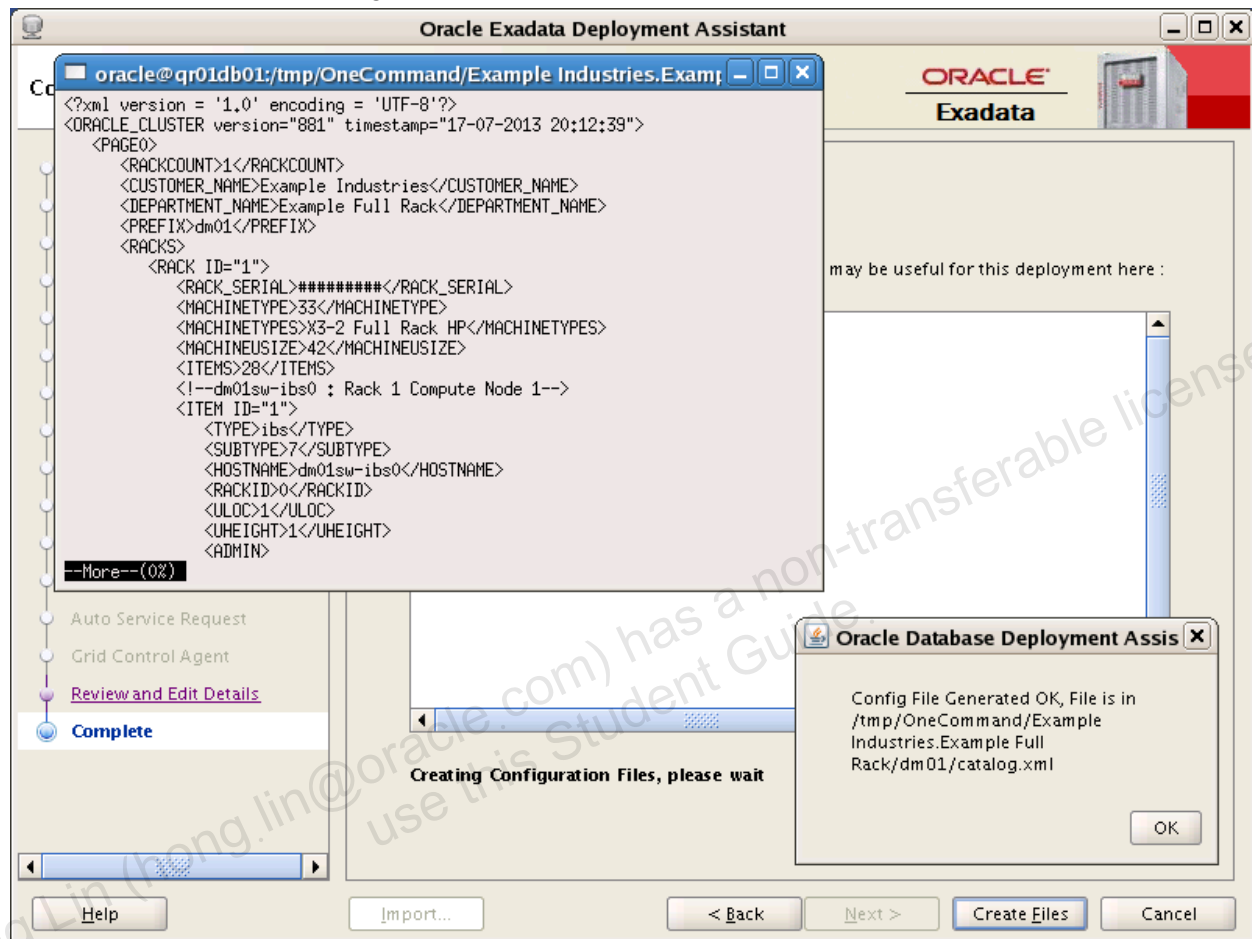 Oracle Exadata Deployment Assistant
oracle@qr01db01:/tmp/OneCommand/Example Industries.Examp
ORACLE
Exadata
<?xml version = '1.0' encoding = 'UTF-8'?>
<ORACLE_CLUSTER version="881" timestamp="17-07-2013 20:12:39">
<PAGE0>
<RACKCOUNT>1</RACKCOUNT>
<CUSTOMER_NAME>Example Industries</CUSTOMER_NAME>
<DEPARTMENT_NAME>Example Full Rack</DEPARTMENT_NAME>
<PREFIX>dm01</PREFIX>
<RACKS>
<RACK ID="1">
<RACK_SERIAL>#########</RACK_SERIAL>
<MACHINETYPE>33</MACHINETYPE>
<MACHINETYPES>X3-2 Full Rack HP</MACHINETYPES>
<MACHINEUSIZE>42</MACHINEUSIZE>
<ITEMS>28</ITEMS>
<!--dm01sw-ibs0 : Rack 1 Compute Node 1-->
<ITEM ID="1">
<TYPE>ibs</TYPE>
<SUBTYPE>7</SUBTYPE>
<HOSTNAME>dm01sw-ibs0</HOSTNAME>
<RACKID>0</RACKID>
<ULOC>1</ULOC>
<UHEIGHT>1</UHEIGHT>
<ADMIN>
--More--(0%)
may be useful for this deployment here :
Auto Service Request
Grid Control Agent
Review and Edit Details
Complete
Creating Configuration Files, please wait
Oracle Database Deployment Assis
Config File Generated OK, File is in
/tmp/OneCommand/Example
Industries.Example Full
Rack/dm01/catalog.xml
OK
Help
Import...
< Back
Next >
Create Files
Cancel
Lin (hong.lin@oracle.com) has a non-transferable license
use this Student Guide.